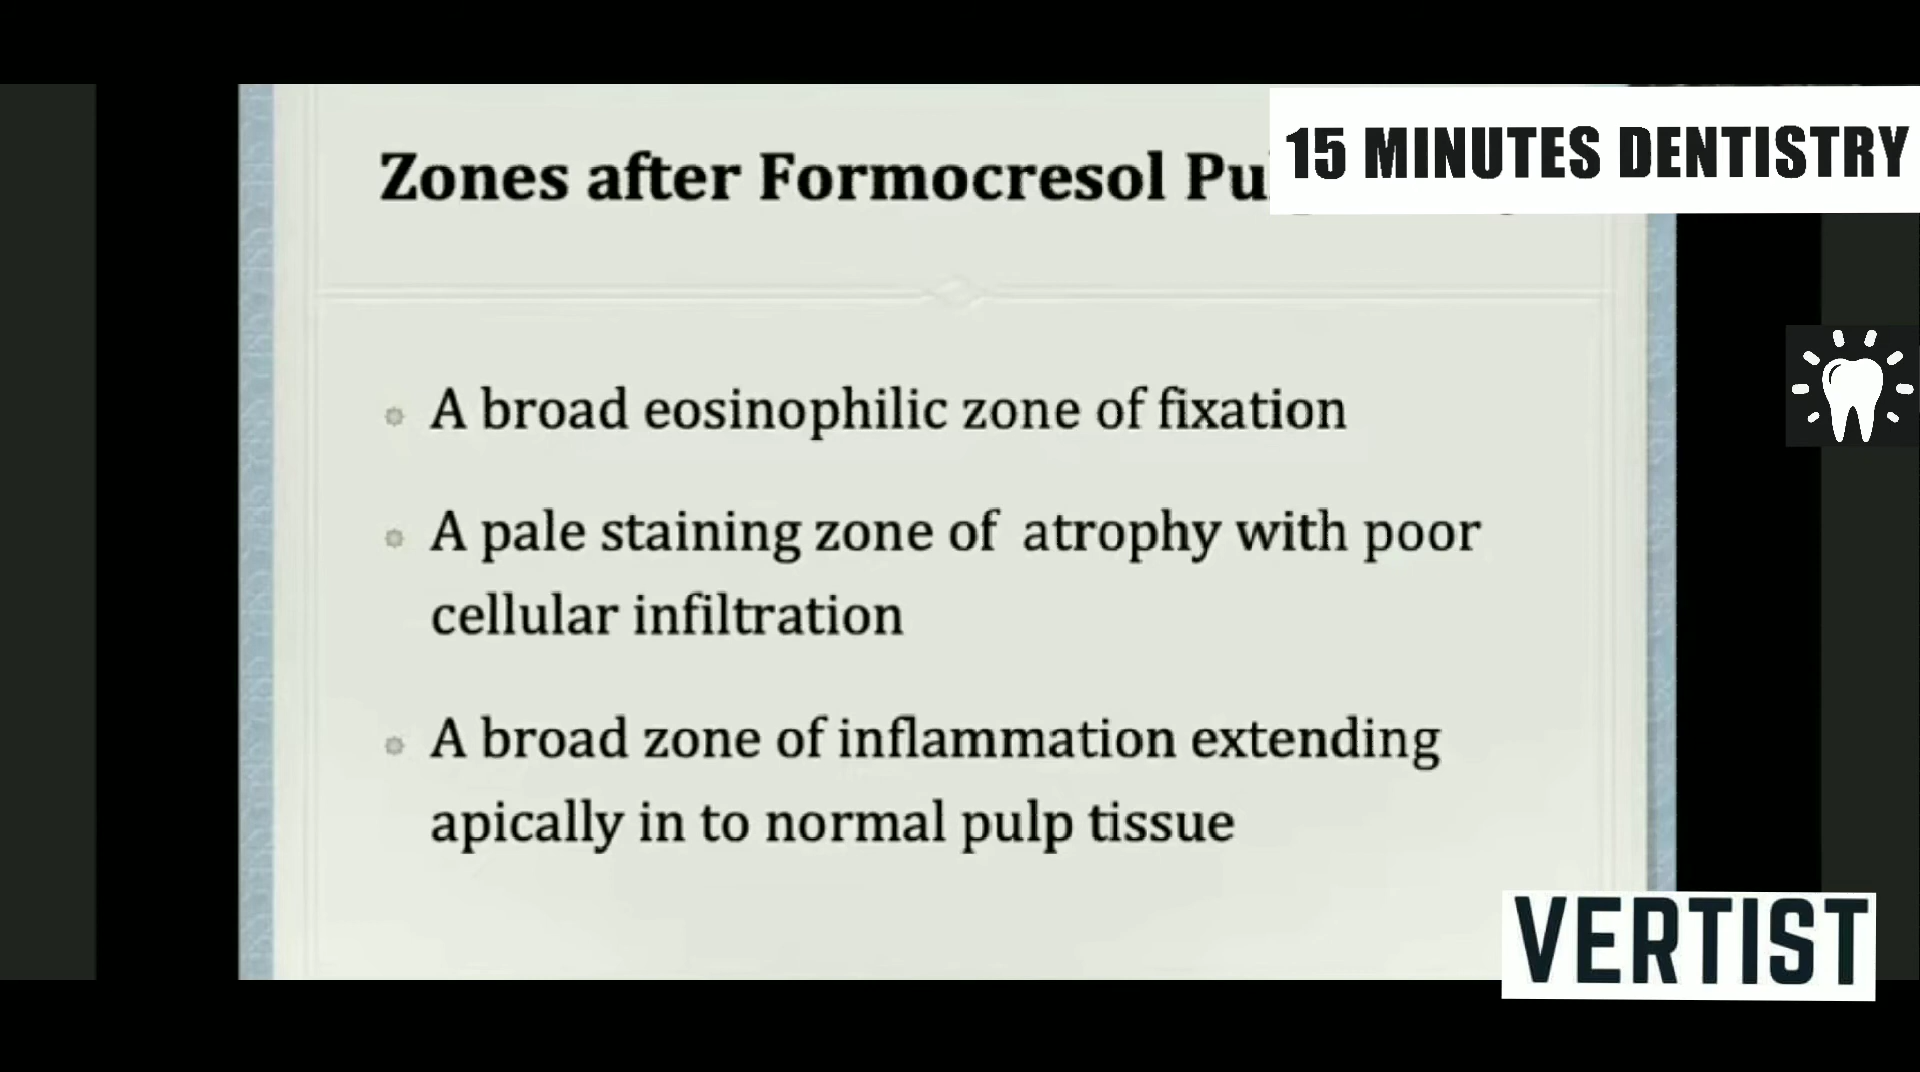 Zones after Formocresol
15 MINUTES DENTISTRY
A broad eosinophilic zone of fixation
A pale staining zone of atrophy with poor
cellular infiltration
A broad zone of inflammation extending
apically in to normal pulp tissue
VERTIST